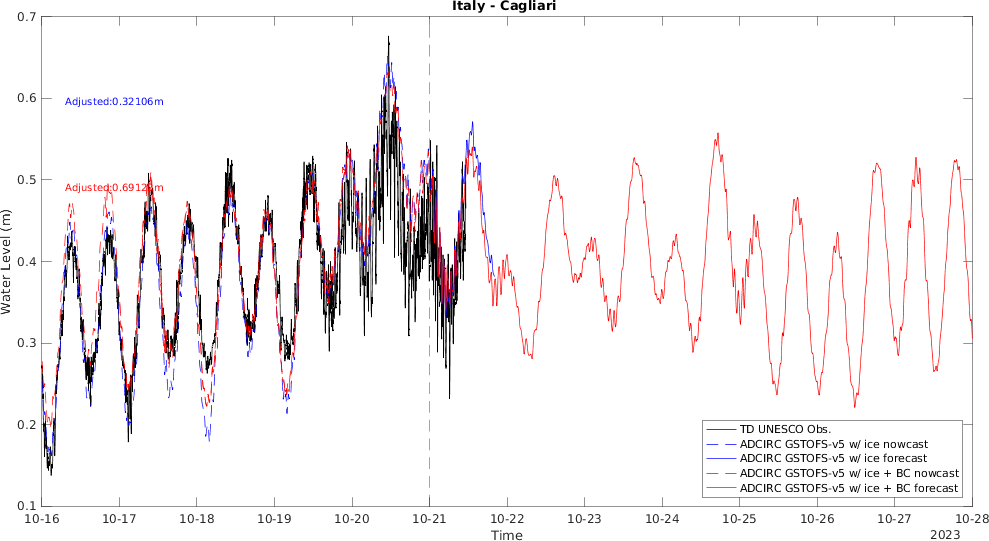 Italy - Cagliari
0.7
0.6
0.5
0.4
0.3
0.2
0.1
Water Level (m)
Adjusted:0.32106m
TD UNESCO Obs.
ADCIRC GSTOFS-v5 w/ ice nowcast
ADCIRC GSTOFS-v5 w/ ice forecast
ADCIRC GSTOFS-v5 w/ ice + BC nowcast
ADCIRC GSTOFS-v5 w/ ice + BC forecast
10-16 10-17 10-18 10-19 10-20 10-21 10-22 10-23 10-24 10-25 10-26 10-27 10-28
Time
2023